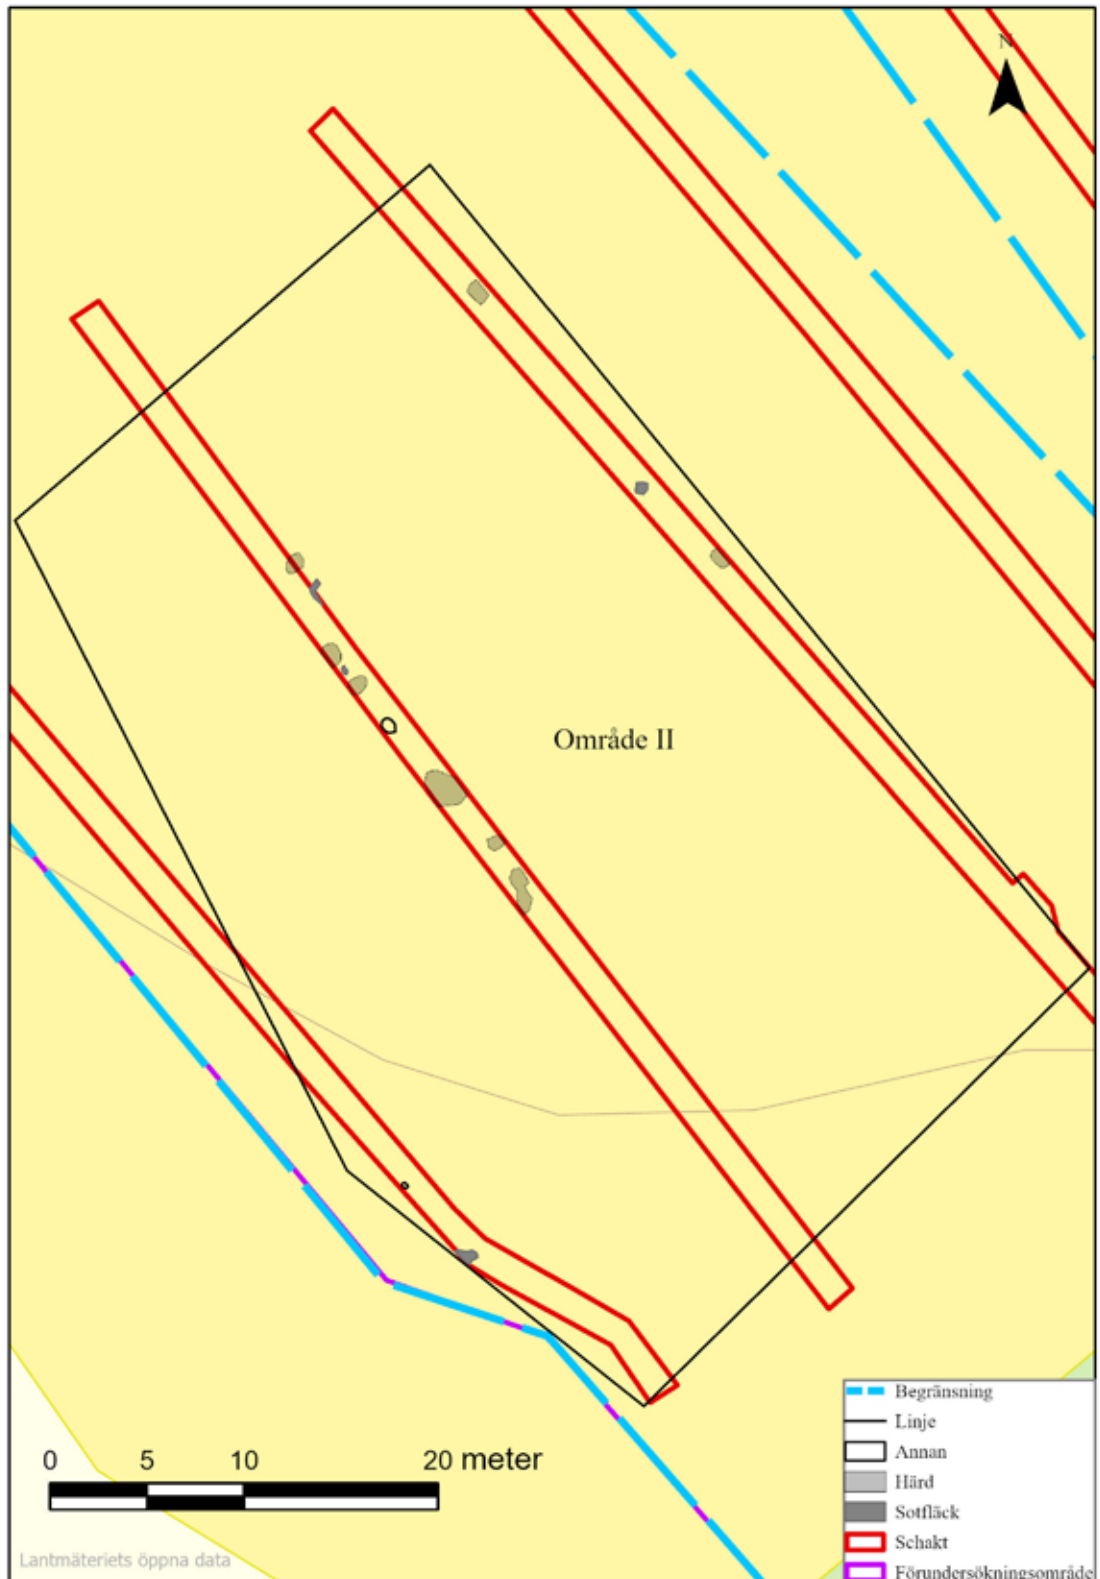 N
Område II
0 5 10 20 meter
Lantmäteriets öppna data
Begränsning
Linje
Annan
Härd
Sotfläck
Schakt
Förundersökningsområde